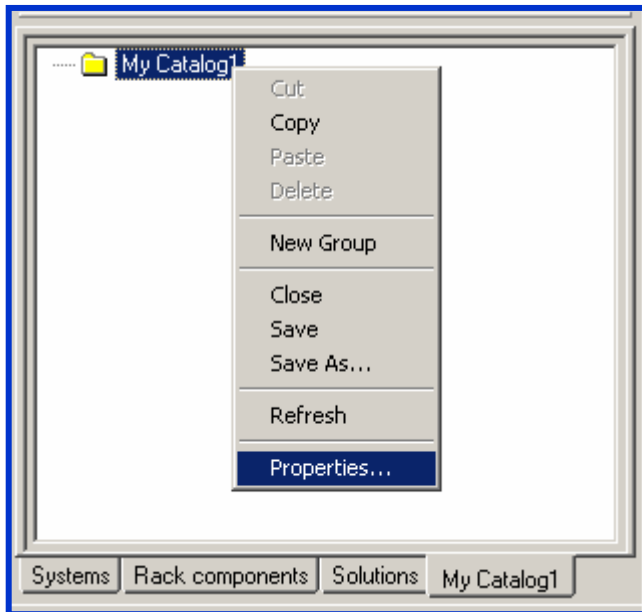 My Catalog1
Cut
Copy
Paste
Delete
New Group
Close
Save
Save As...
Refresh
Properties...
Systems Rack components Solutions My Catalog1